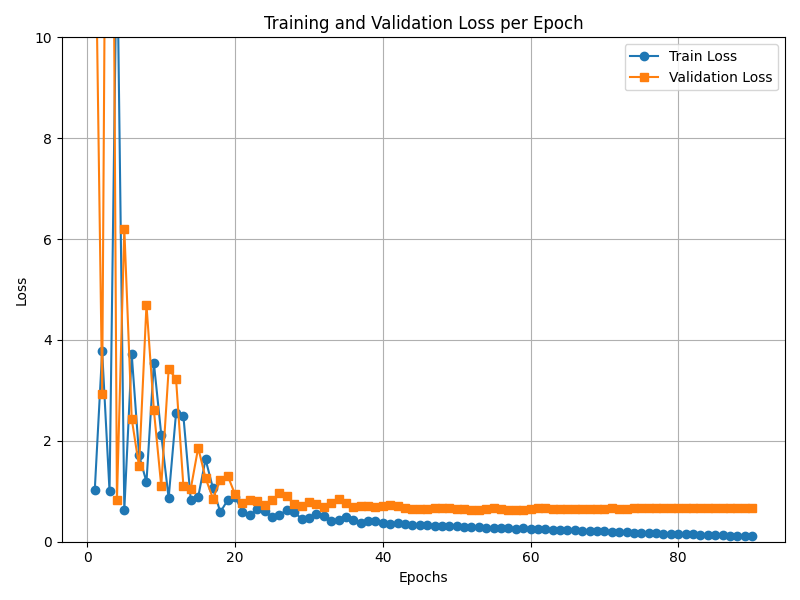 Training and Validation Loss per Epoch
Train Loss
Validation Loss
10
8
6
4
2
0
Loss
0 20 40 60 80
Epochs